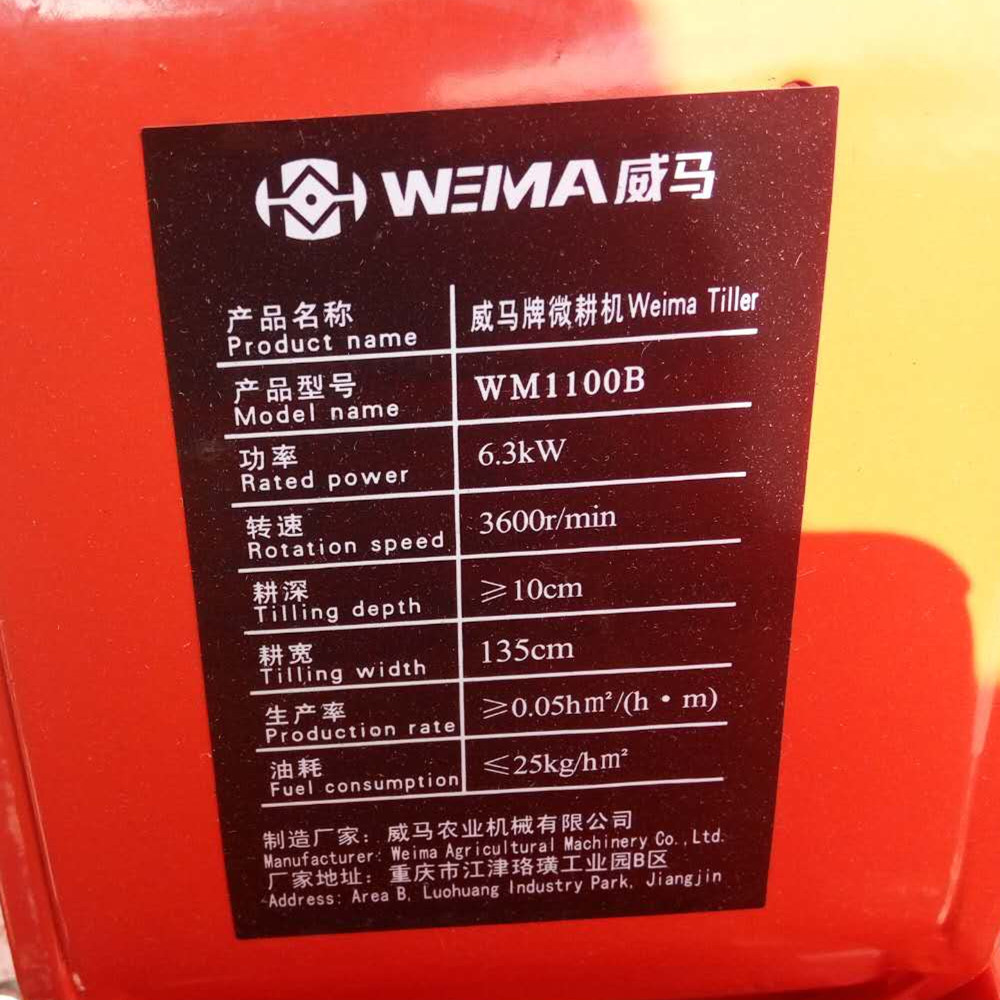 WEIMA威马
产品名称 威马牌微耕机Weima Tiller
Product name
产品型号 WM1100B
Model name
功率 6.3kW
Rated power
转速 3600r/min
Rotation speed
耕深 ≥10cm
Tilling depth
耕宽 135cm
Tilling width
生产率 ≥0.05hm²/(h·m)
Production rate
油耗 ≤25kg/hm²
Fuel consumption
制造厂家：威马农业机械有限公司
Manufacturer: Weima Agricultural Machinery Co.,Ltd.
厂家地址：重庆市江津珞璜工业园B区
Address: Area B, Luohuang Industry Park, Jiangjin